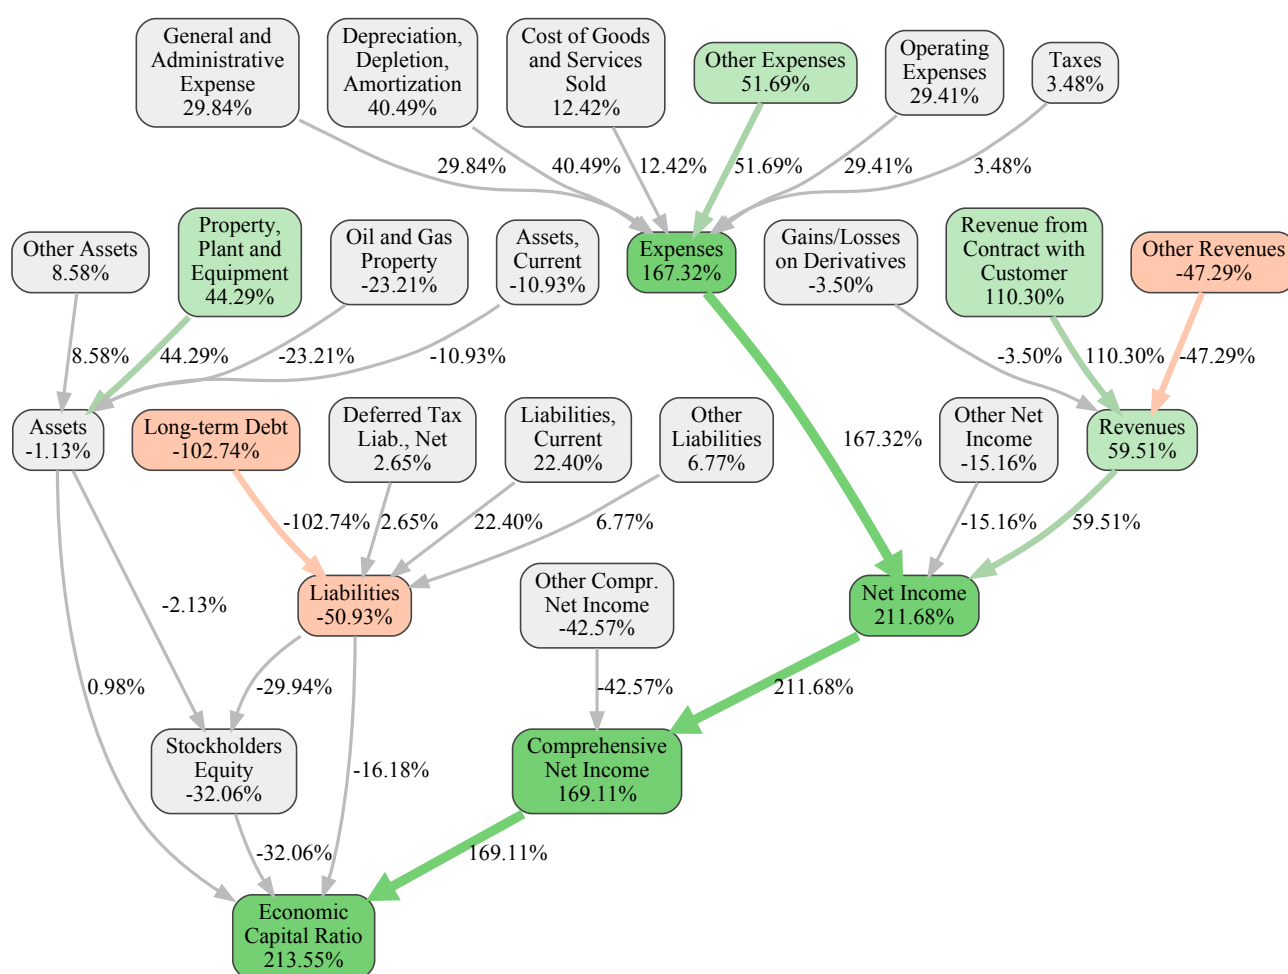 General and
Administrative
Expense
29.84%
Depreciation,
Depletion,
Amortization
40.49%
Cost of Goods
and Services
Sold
12.42%
Other Expenses
51.69%
Operating
Expenses
29.41%
Taxes
3.48%
29.84%
40.49%
12.42%
51.69%
29.41%
3.48%
Other Assets
8.58%
Property,
Plant and
Equipment
44.29%
Oil and Gas
Property
-23.21%
Assets,
Current
-10.93%
Expenses
167.32%
Gains/Losses
on Derivatives
-3.50%
Revenue from
Contract with
Customer
110.30%
Other Revenues
-47.29%
8.58%
44.29%
-23.21%
-10.93%
-3.50%
110.30%
-47.29%
Assets
-1.13%
Long-term Debt
-102.74%
Deferred Tax
Liab., Net
2.65%
Liabilities,
Current
22.40%
Other
Liabilities
6.77%
167.32%
Other Net
Income
-15.16%
Revenues
59.51%
-102.74%
2.65%
22.40%
6.77%
-15.16%
59.51%
-2.13%
Liabilities
-50.93%
Other Compr.
Net Income
-42.57%
Net Income
211.68%
0.98%
-29.94%
-42.57%
211.68%
Stockholders
Equity
-32.06%
-16.18%
Comprehensive
Net Income
169.11%
-32.06%
169.11%
Economic
Capital Ratio
213.55%